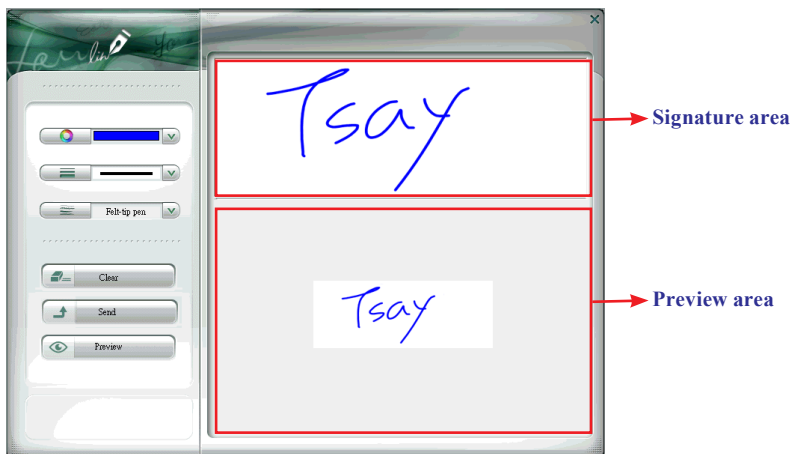 Tsay
Signature area
Felt-tip pen
Clear
Send
Preview
Tsay
Preview area